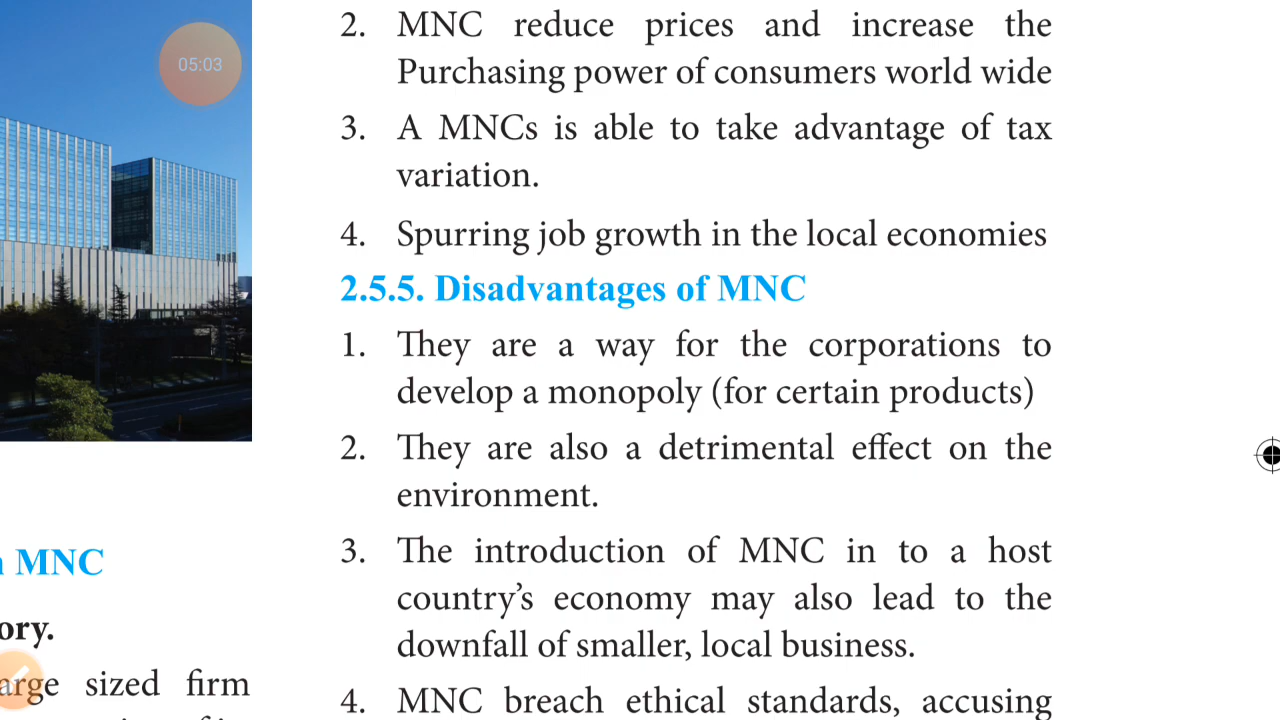 05:03
n MNC
ory.
arge sized firm
2. MNC reduce prices and increase the
Purchasing power of consumers world wide
3. A MNCs is able to take advantage of tax
variation.
4. Spurring job growth in the local economies
2.5.5. Disadvantages of MNC
1. They are a way for the corporations to
develop a monopoly (for certain products)
2. They are also a detrimental effect on the
environment.
3. The introduction of MNC in to a host
country's economy may also lead to the
downfall of smaller, local business.
4. MNC breach ethical standards, accusing